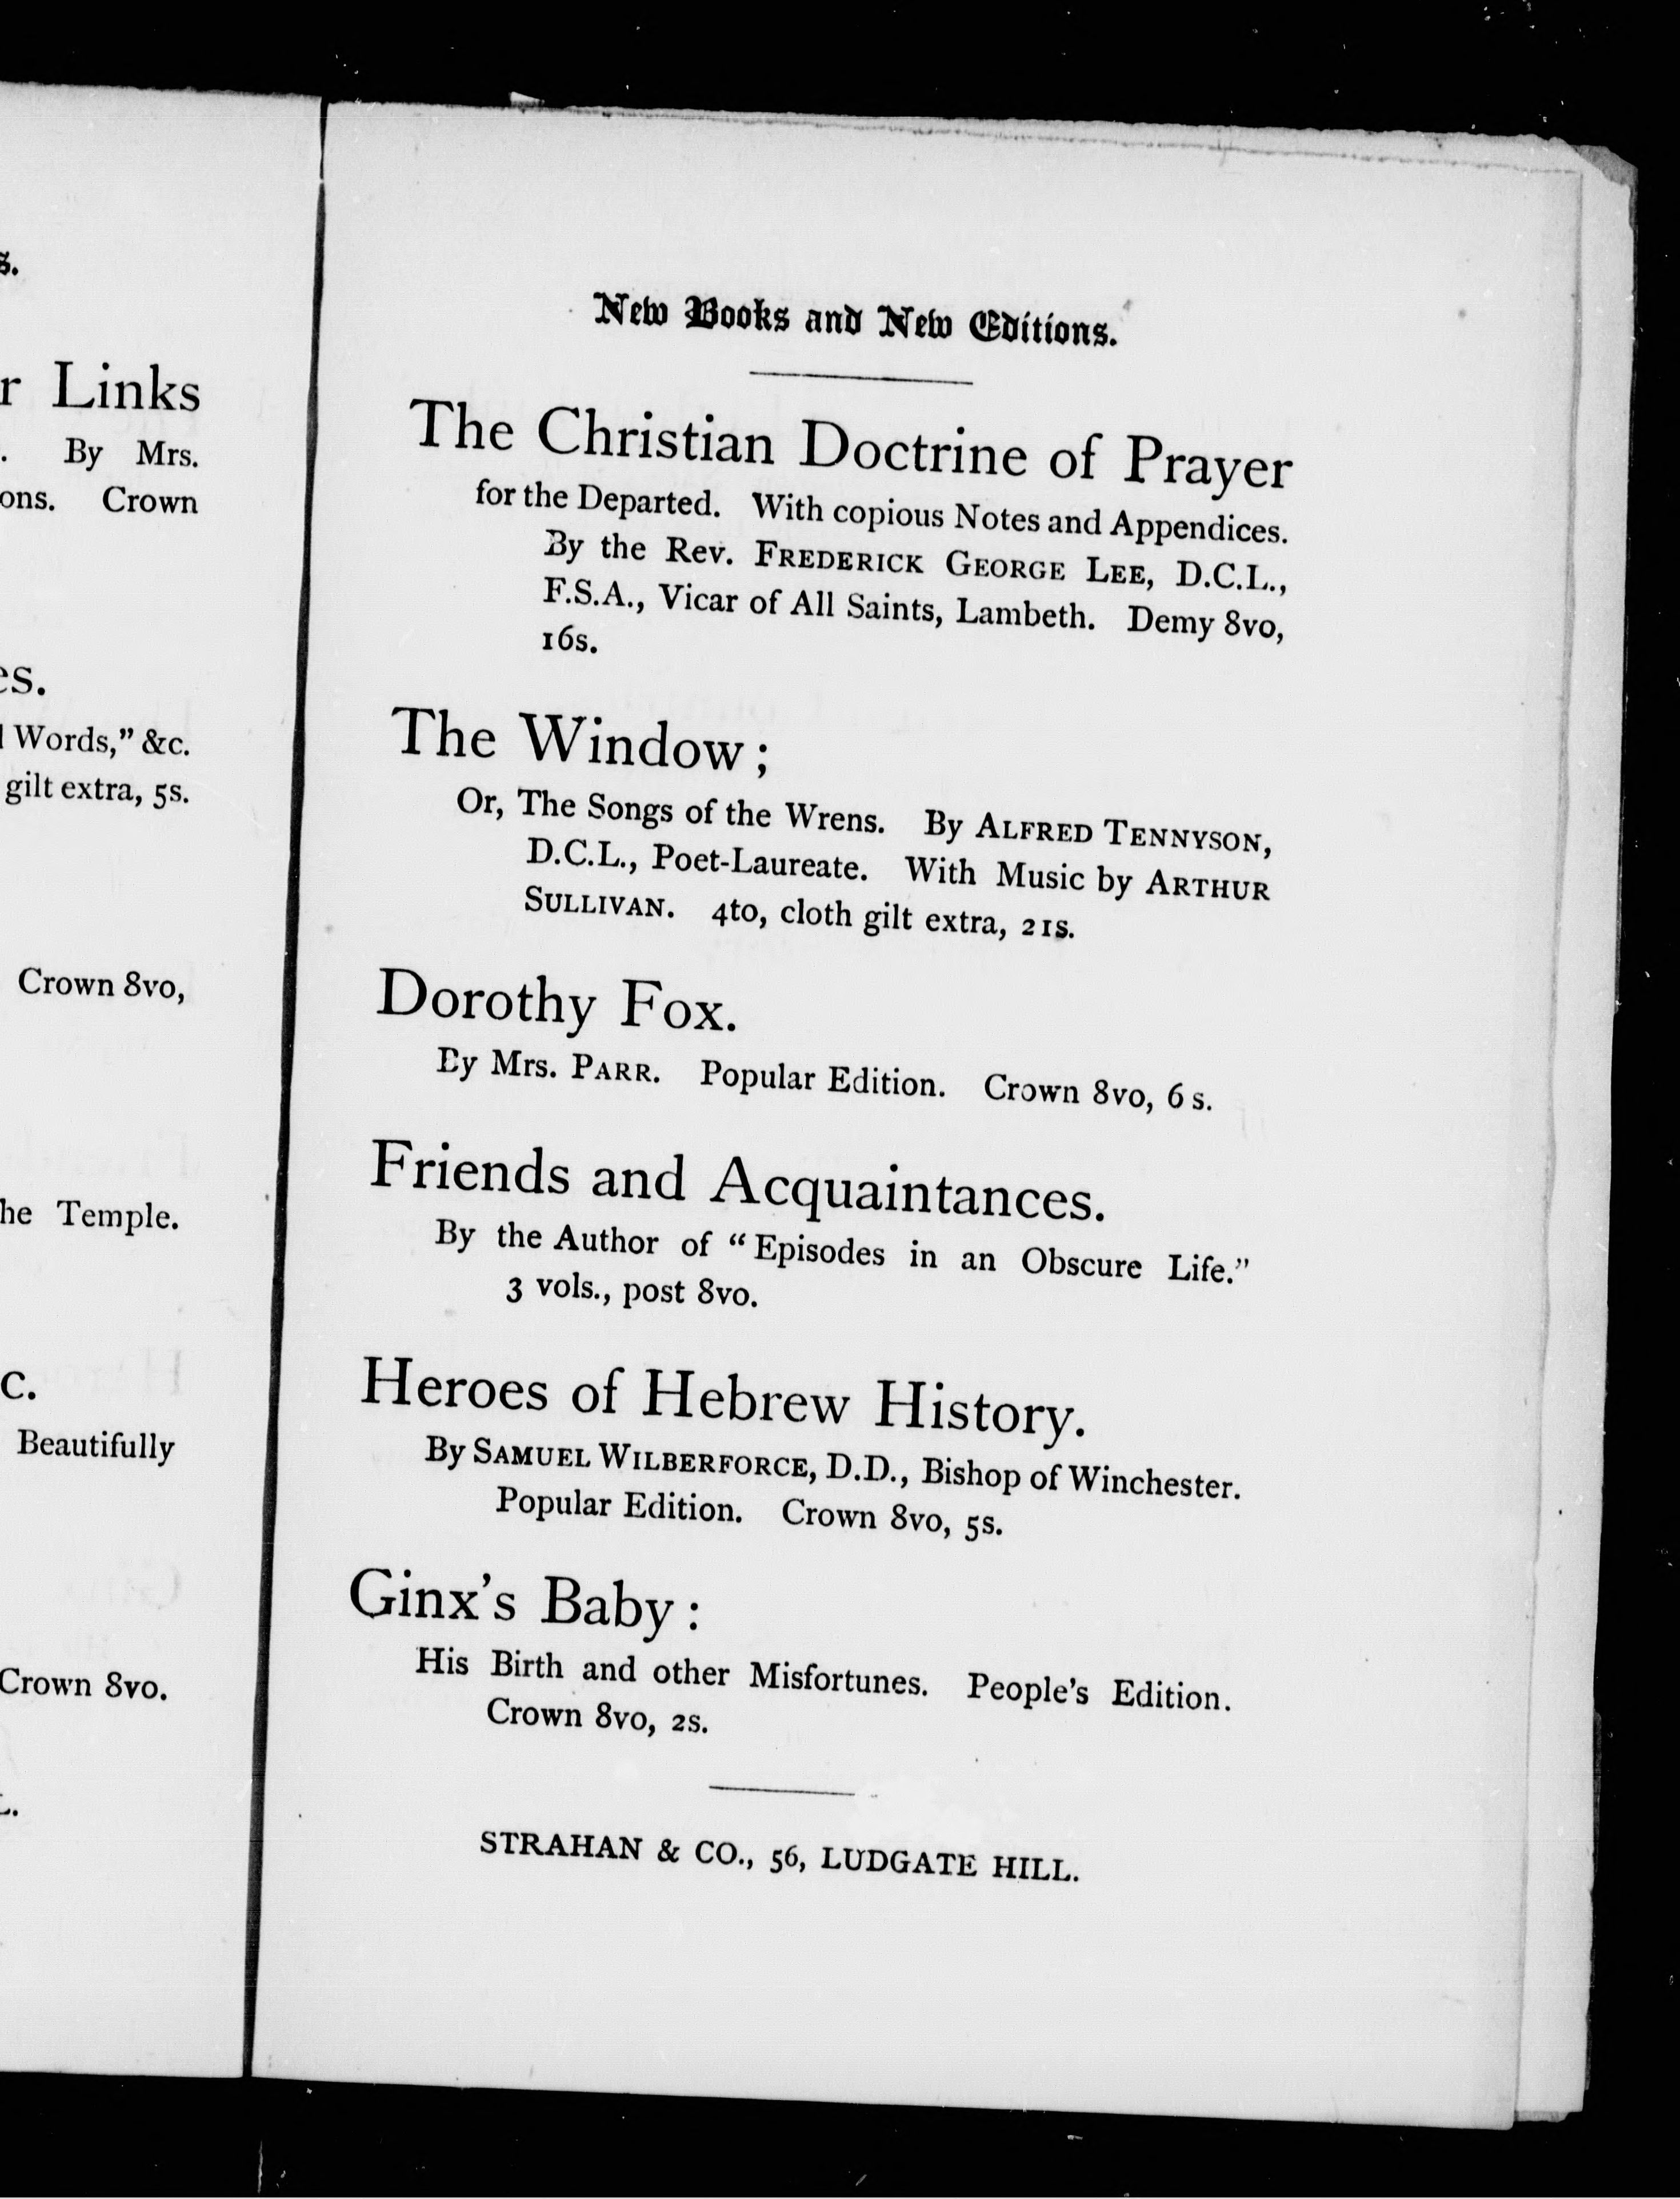 s.
r Links
. By Mrs.
ons. Crown
es.
Words,” &c.
gilt extra, 5s.
Crown 8vo,
he Temple.
c.
Beautifully
Crown 8vo.
New Books and New Editions.
The Christian Doctrine of Prayer
for the Departed. With copious Notes and Appendices.
By the Rev. FREDERICK GEORGE LEE, D.C.L.,
F.S.A., Vicar of All Saints, Lambeth. Demy 8vo,
16s.
The Window;
Or, The Songs of the Wrens. By ALFRED TENNYSON,
D.C.L., Poet-Laureate. With Music by ARTHUR
SULLIVAN. 4to, cloth gilt extra, 21s.
Dorothy Fox.
By Mrs. PARR. Popular Edition. Crown 8vo, 6s.
Friends and Acquaintances.
By the Author of “Episodes in an Obscure Life.”
3 vols., post 8vo.
Heroes of Hebrew History.
By SAMUEL WILBERFORCE, D.D., Bishop of Winchester.
Popular Edition. Crown 8vo, 5s.
Ginx’s Baby:
His Birth and other Misfortunes. People’s Edition.
Crown 8vo, 2s.
STRAHAN & CO., 56, LUDGATE HILL.